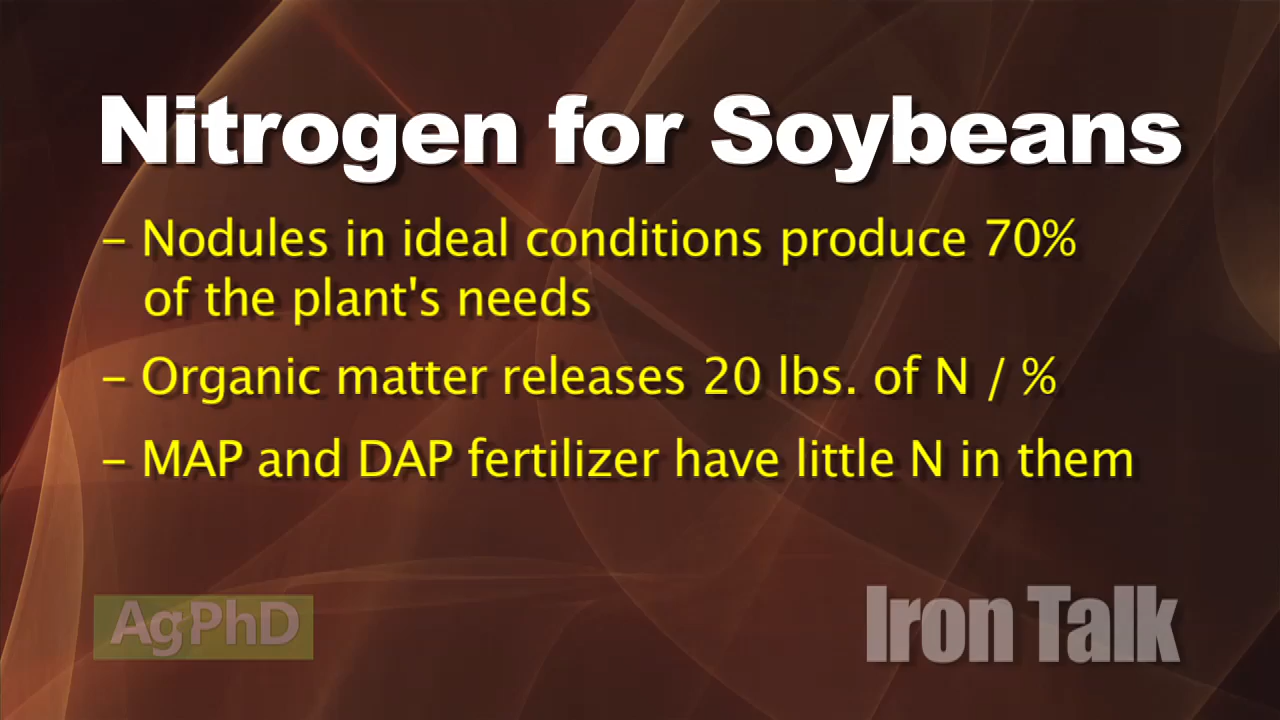 Nitrogen for Soybeans
– Nodules in ideal conditions produce 70%
of the plant's needs
– Organic matter releases 20 lbs. of N / %
– MAP and DAP fertilizer have little N in them
AgPhD
Iron Talk